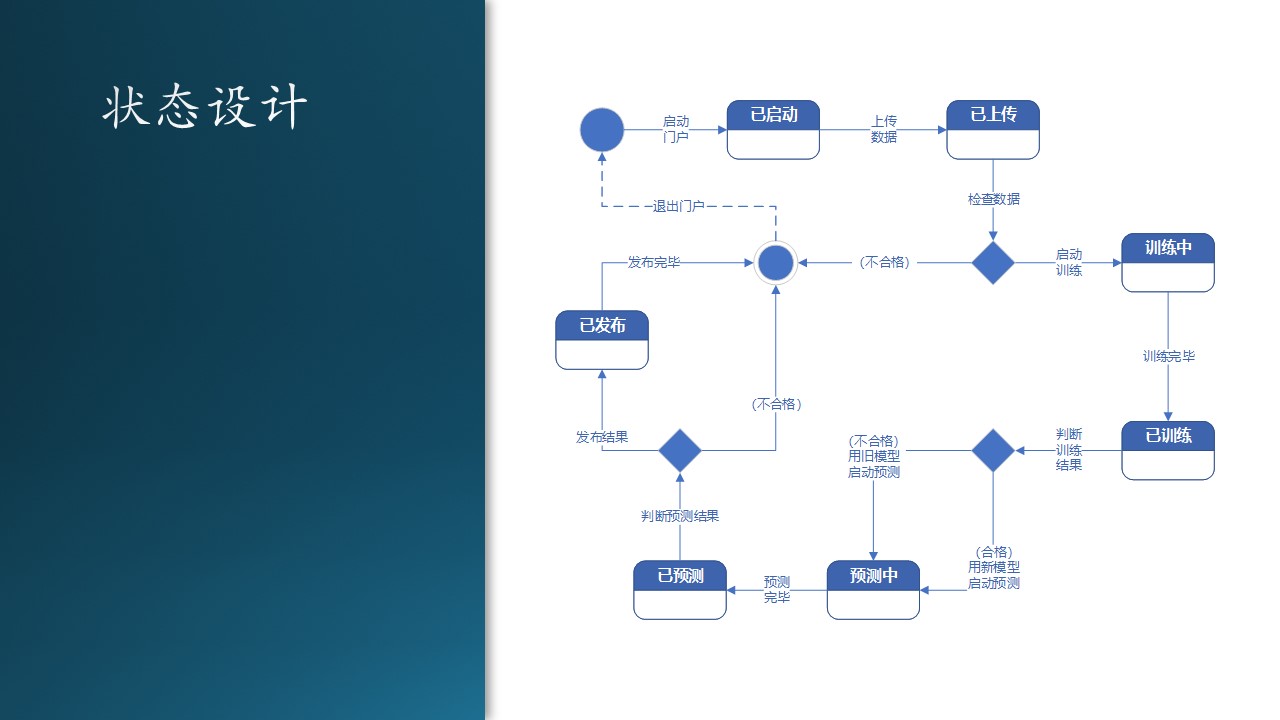 状态设计
启动
门户
已启动
上传
数据
已上传
检查数据
退出门户
发布完毕
(不合格)
启动
训练
训练中
已发布
训练完毕
(不合格)
发布结果
(不合格)
用旧模型
启动预测
判断
训练
结果
已训练
判断预测结果
(合格)
用新模型
启动预测
已预测
预测
完毕
预测中